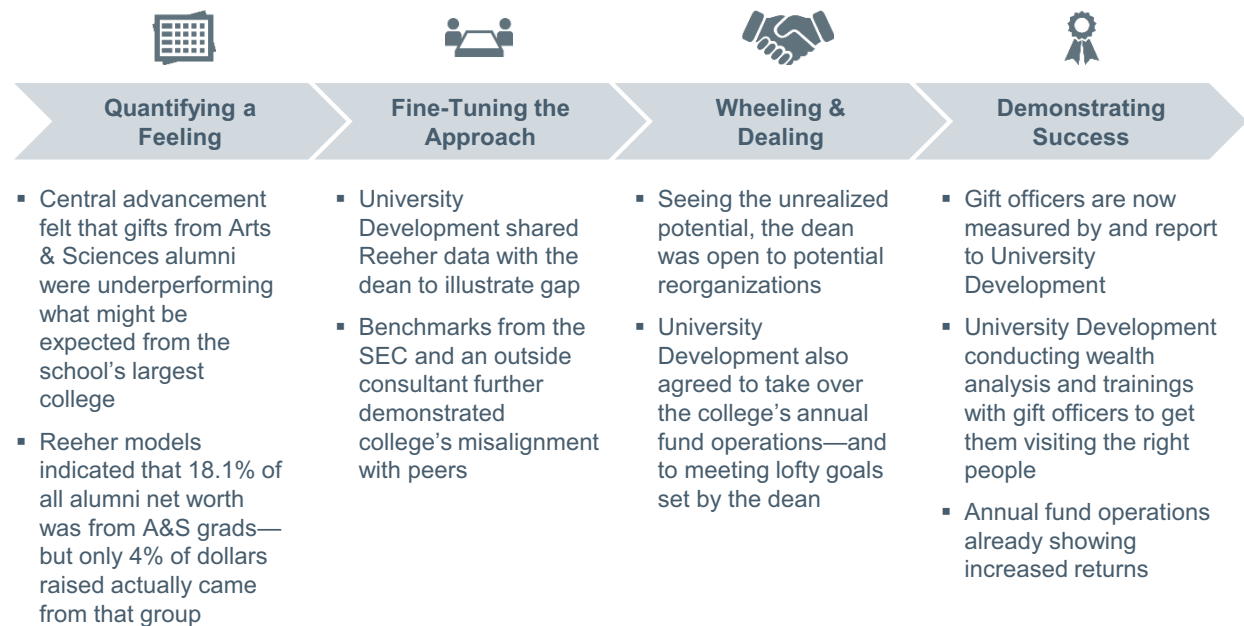 Quantifying a
Feeling
Fine-Tuning the
Approach
Wheeling &
Dealing
Demonstrating
Success
▪ Central advancement
felt that gifts from Arts
& Sciences alumni
were underperforming
what might be
expected from the
school's largest
college
▪ Reeher models
indicated that 18.1% of
all alumni net worth
was from A&S grads—
but only 4% of dollars
raised actually came
from that group
▪ University
Development shared
Reeher data with the
dean to illustrate gap
▪ Benchmarks from the
SEC and an outside
consultant further
demonstrated
college's misalignment
with peers
▪ Seeing the unrealized
potential, the dean
was open to potential
reorganizations
▪ University
Development also
agreed to take over
the college's annual
fund operations—and
to meeting lofty goals
set by the dean
▪ Gift officers are now
measured by and report
to University
Development
▪ University Development
conducting wealth
analysis and trainings
with gift officers to get
them visiting the right
people
▪ Annual fund operations
already showing
increased returns